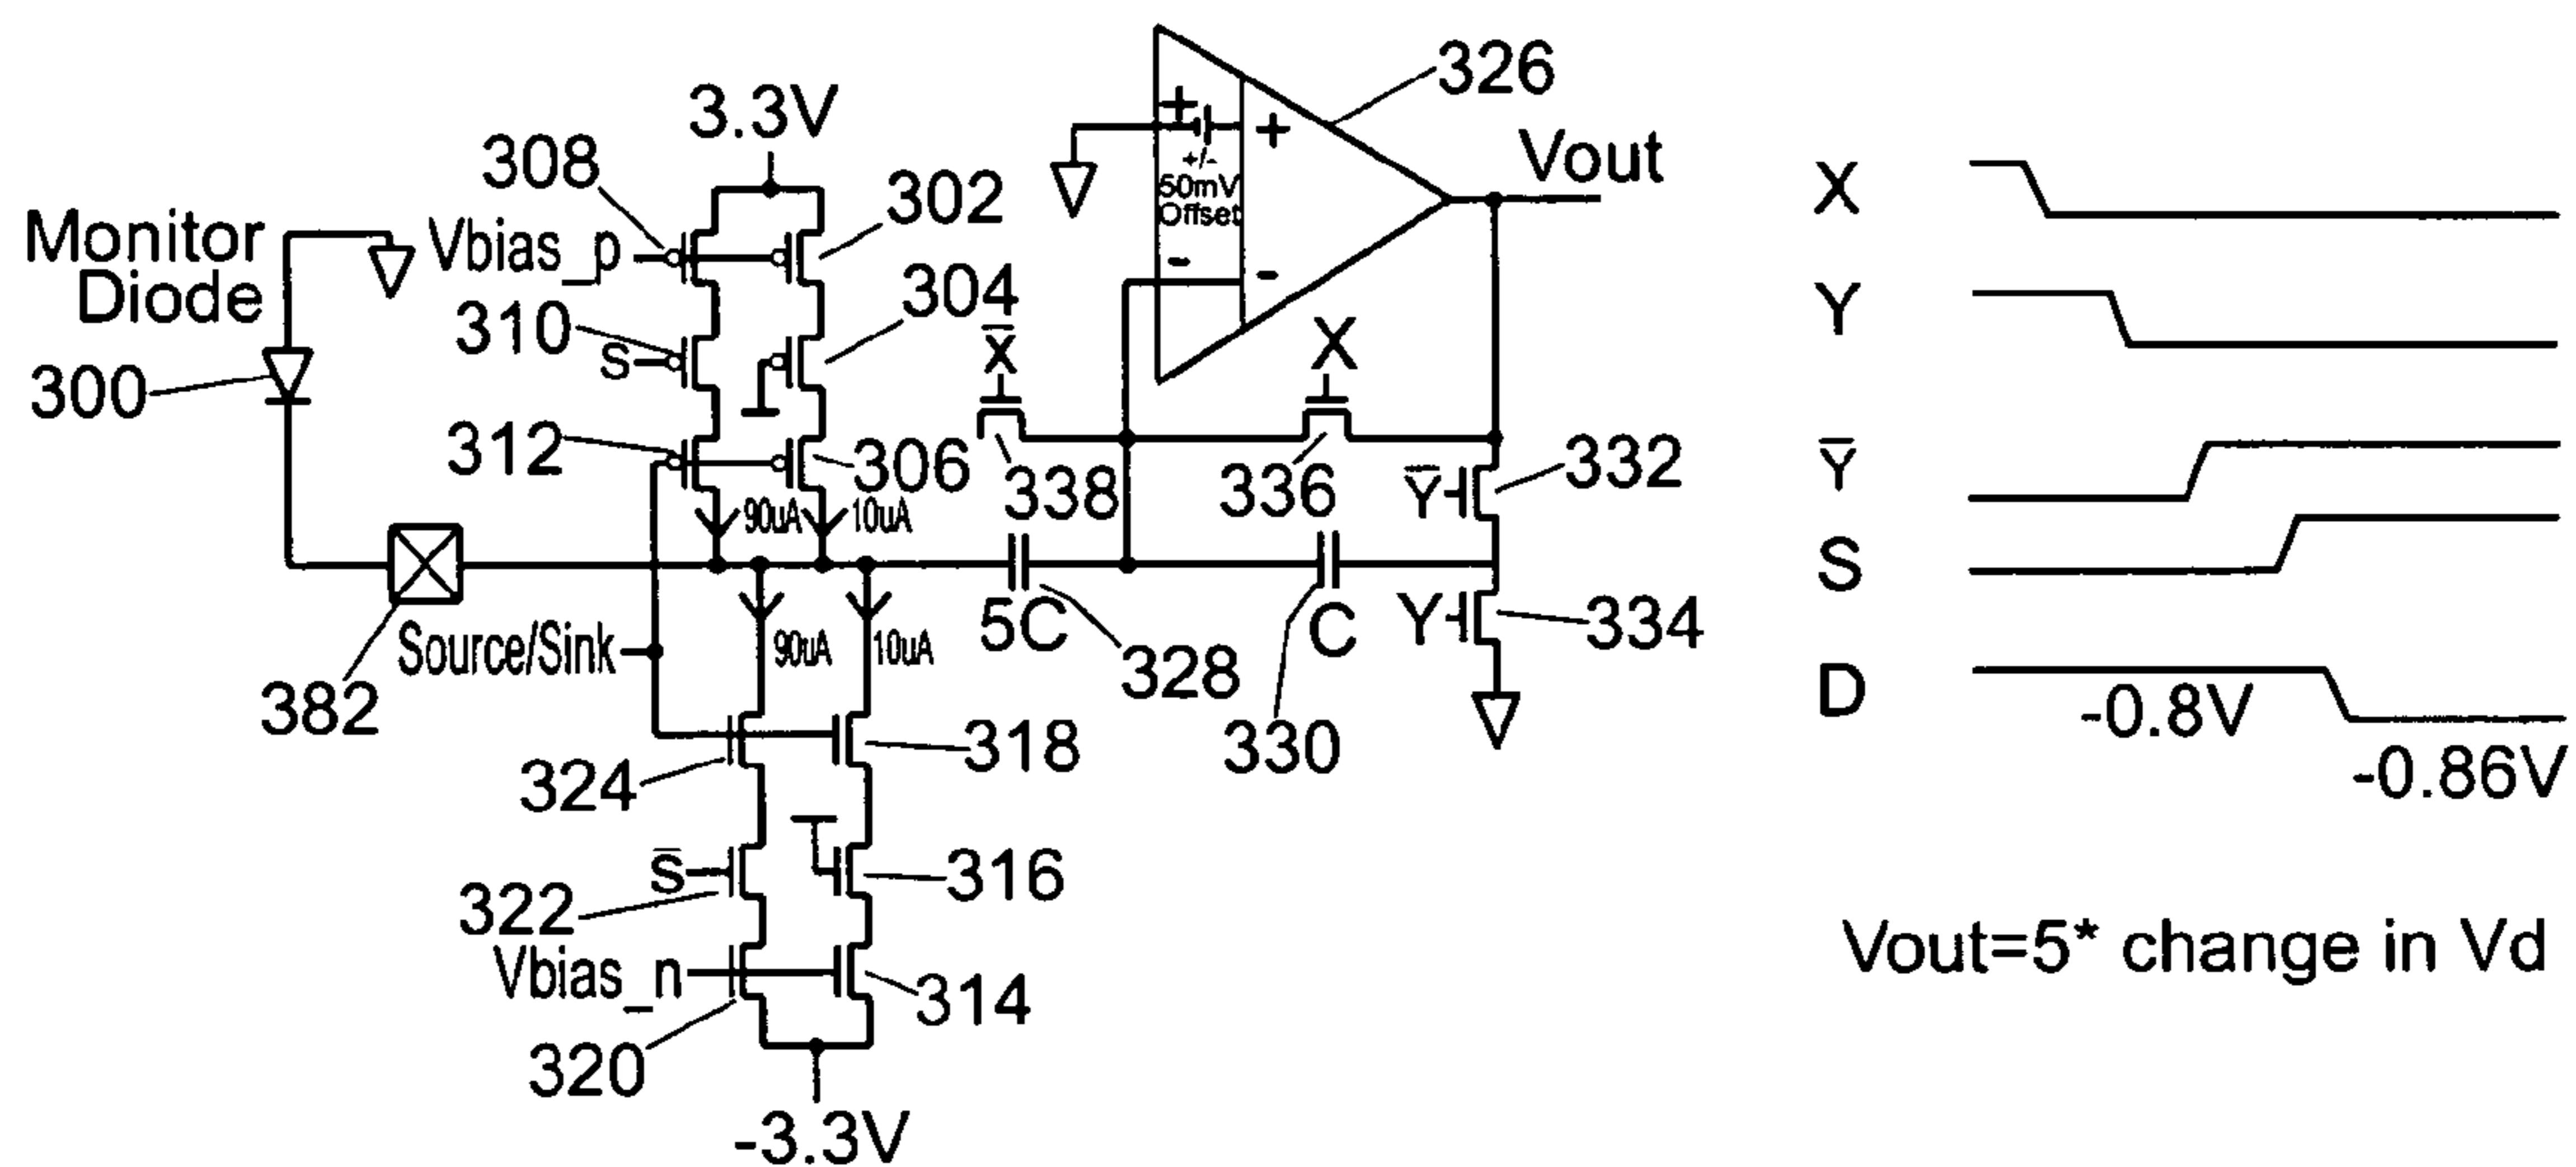 Monitor
Diode
300
382
308
3.3V
302
Vbias_p
304
310
S
312
306
90uA
10uA
Source/Sink
90uA
10uA
324
318
S̅
322
316
Vbias_n
314
320
-3.3V
326
+
+
+/-
50mV
Offset
-
-
Vout
X̅
X
338
336
Y̅
332
5C
C
Y
334
328
330
X
Y
Y̅
S
D
-0.8V
-0.86V
Vout=5* change in Vd